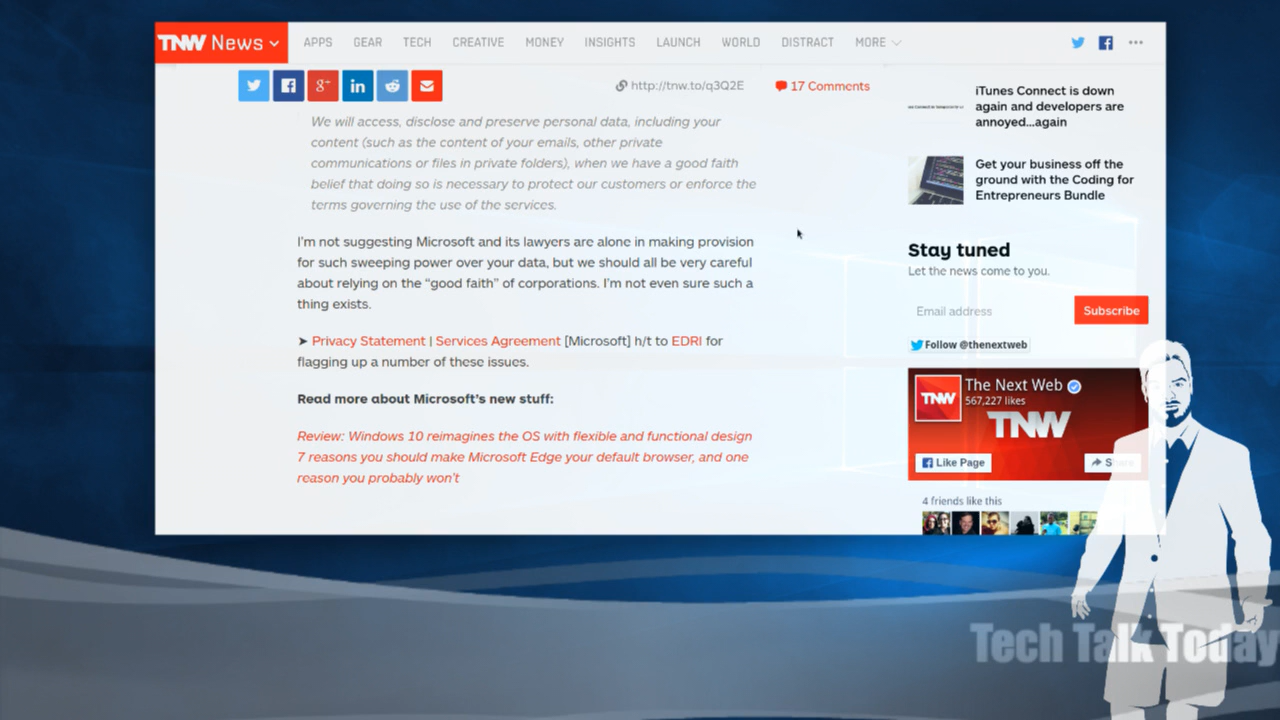 TNW News
APPS GEAR TECH CREATIVE MONEY INSIGHTS LAUNCH WORLD DISTRACT MORE
g+ in http://tnw.to/q3Q2E 17 Comments
We will access, disclose and preserve personal data, including your
content (such as the content of your emails, other private
communications or files in private folders), when we have a good faith
belief that doing so is necessary to protect our customers or enforce the
terms governing the use of the services.
I'm not suggesting Microsoft and its lawyers are alone in making provision
for such sweeping power over your data, but we should all be very careful
about relying on the “good faith” of corporations. I'm not even sure such a
thing exists.
➤ Privacy Statement | Services Agreement [Microsoft] h/t to EDRI for
flagging up a number of these issues.
Read more about Microsoft's new stuff:
Review: Windows 10 reimagines the OS with flexible and functional design
7 reasons you should make Microsoft Edge your default browser, and one
reason you probably won't
iTunes Connect is down
again and developers are
annoyed...again
Get your business off the
ground with the Coding for
Entrepreneurs Bundle
Stay tuned
Let the news come to you.
Email address Subscribe
Follow @thenextweb
TNW
The Next Web
567,227 likes
TNW
Like Page Share
4 friends like this
Tech Talk Today